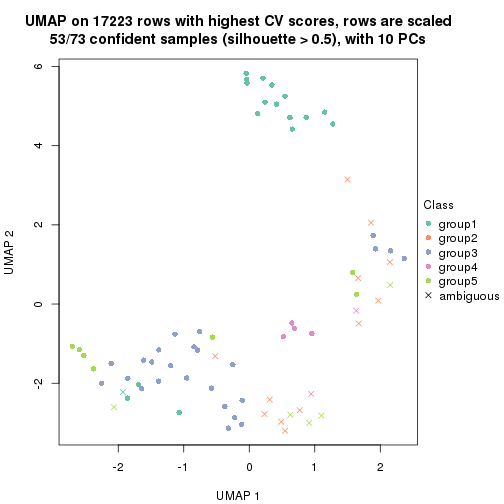 UMAP on 17223 rows with highest CV scores, rows are scaled
53/73 confident samples (silhouette > 0.5), with 10 PCs
6
4
2
0
-2
UMAP 2
-2
-1
0
1
2
UMAP 1
Class
group1
group2
group3
group4
group5
ambiguous